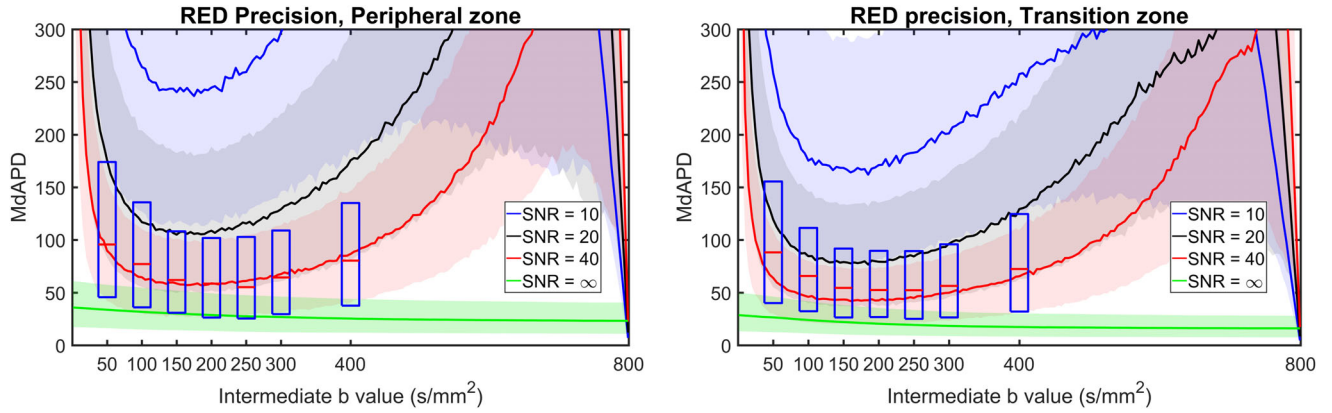 RED Precision, Peripheral zone
300
250
200
150
100
50
0
MdAPD
SNR = 10
SNR = 20
SNR = 40
SNR = ∞
50 100 150 200 250 300 400 800
Intermediate b value (s/mm²)
RED precision, Transition zone
300
250
200
150
100
50
0
MdAPD
SNR = 10
SNR = 20
SNR = 40
SNR = ∞
50 100 150 200 250 300 400 800
Intermediate b value (s/mm²)